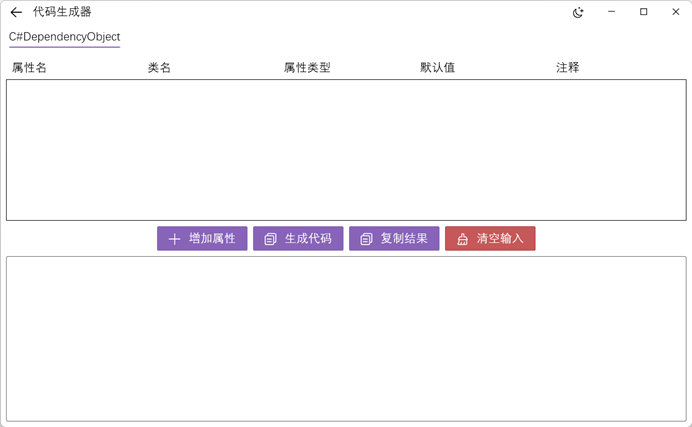 代码生成器
C#DependencyObject
属性名 类名 属性类型 默认值 注释
增加属性 生成代码 复制结果 清空输入